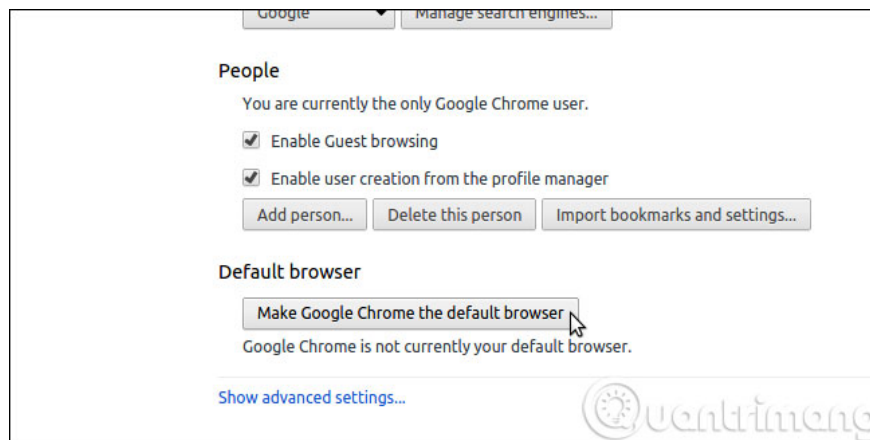 Google Manage search engines...
People
You are currently the only Google Chrome user.
Enable Guest browsing
Enable user creation from the profile manager
Add person... Delete this person Import bookmarks and settings...
Default browser
Make Google Chrome the default browser
Google Chrome is not currently your default browser.
Show advanced settings...
Quantrimang